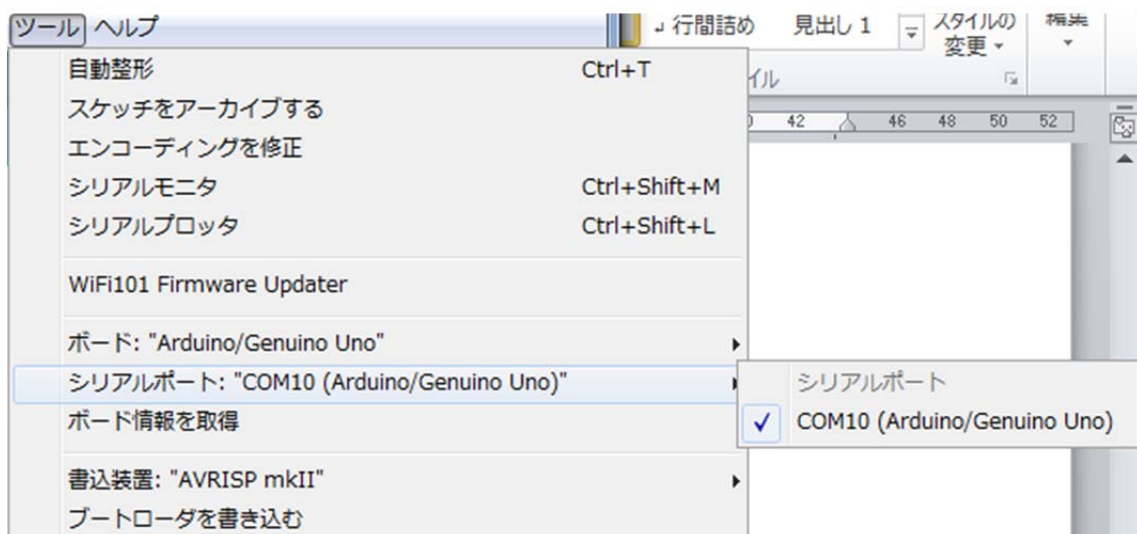 ツール ヘルプ
↲ 行間詰め 見出し 1 スタイルの 変更 編集
イル
42 46 48 50 52
自動整形 Ctrl+T
スケッチをアーカイブする
エンコーディングを修正
シリアルモニタ Ctrl+Shift+M
シリアルプロッタ Ctrl+Shift+L
WiFi101 Firmware Updater
ボード: "Arduino/Genuino Uno"
シリアルポート: "COM10 (Arduino/Genuino Uno)"
シリアルポート
COM10 (Arduino/Genuino Uno)
ボード情報を取得
書込装置: "AVRISP mkII"
ブートローダを書き込む